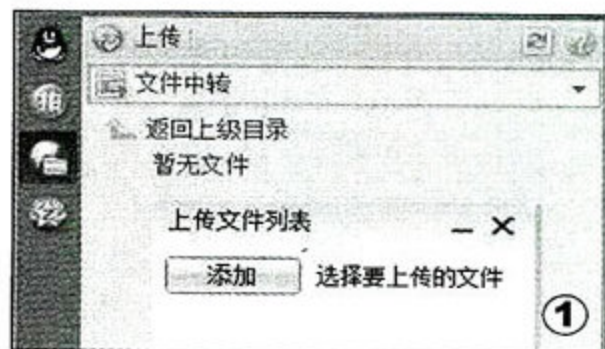 上传
文件中转
返回上级目录
暂无文件
上传文件列表
添加 选择要上传的文件
①